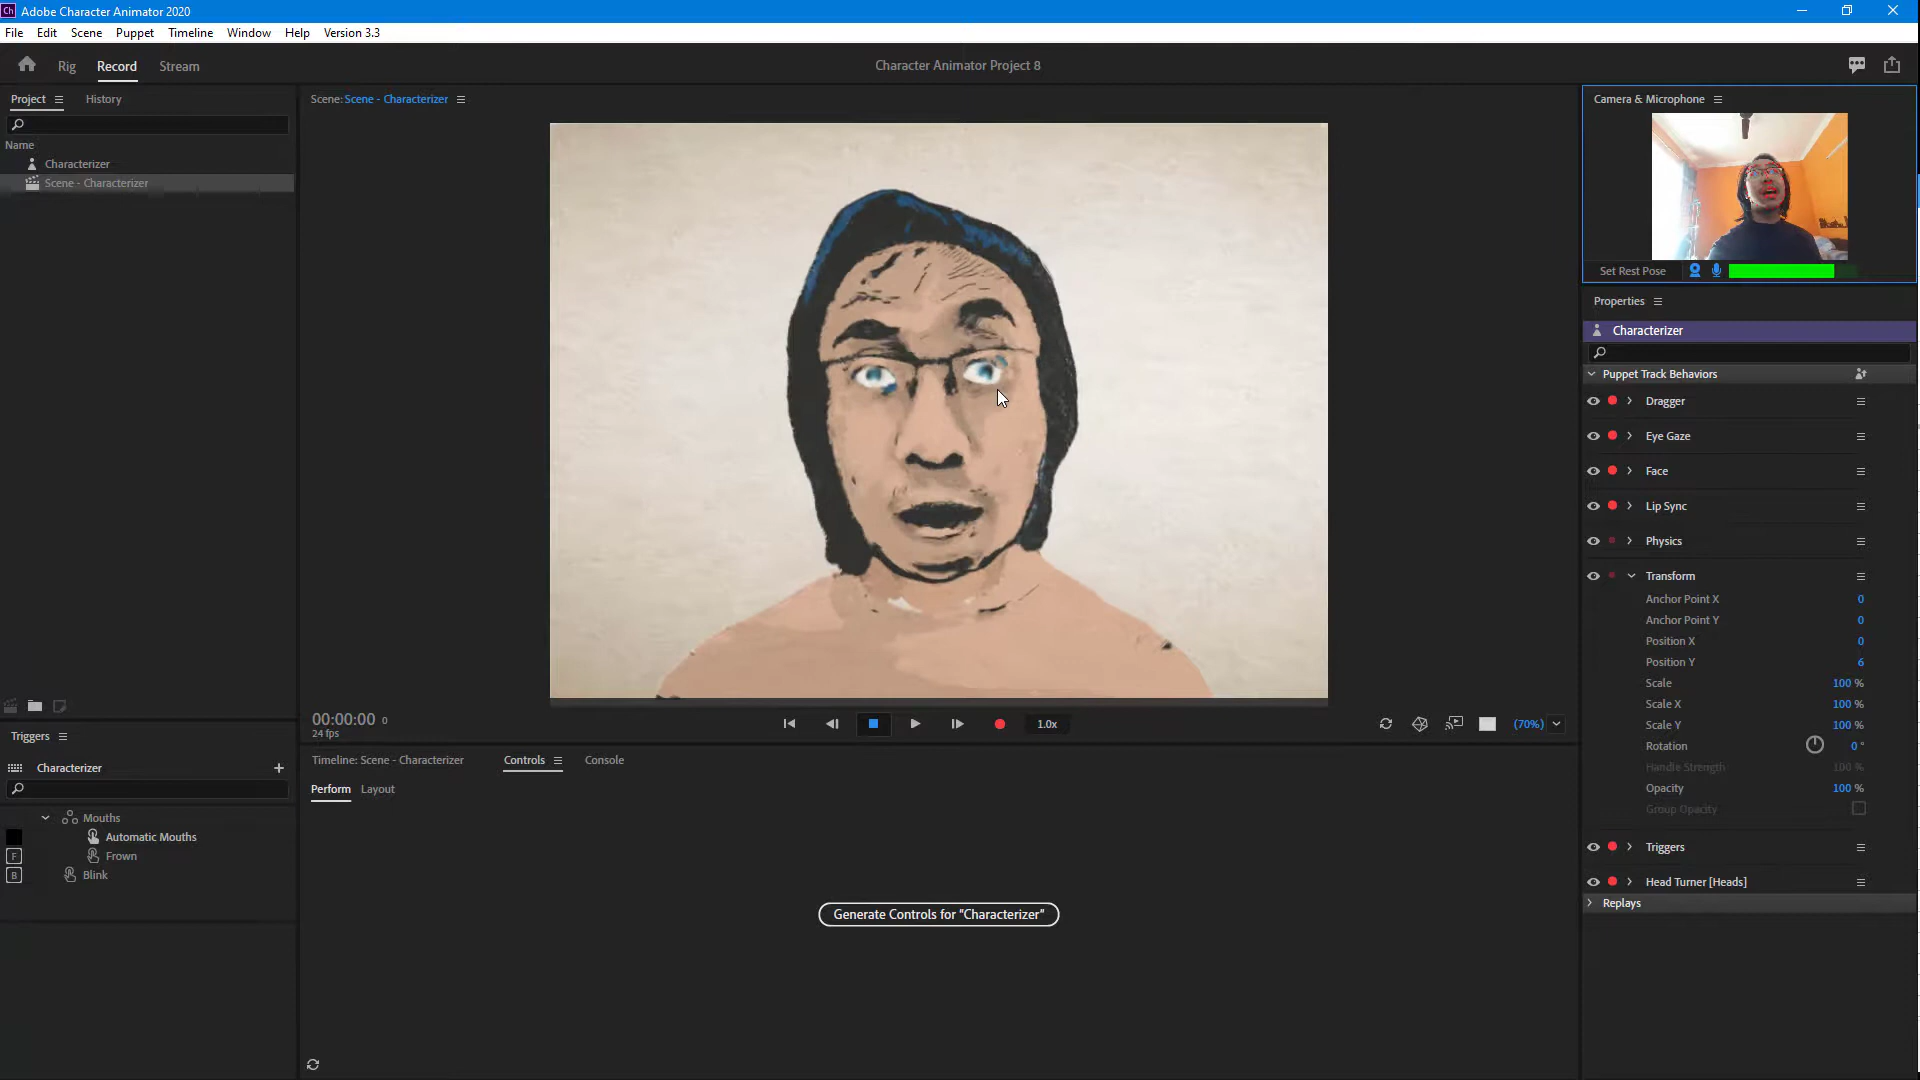 Ch Adobe Character Animator 2020
File Edit Scene Puppet Timeline Window Help Version 3.3
Rig Record Stream
Character Animator Project 8
Project History
Name
Characterizer
Scene - Characterizer
Scene: Scene - Characterizer
Camera & Microphone
Set Rest Pose
Properties
Characterizer
Puppet Track Behaviors
Dragger
Eye Gaze
Face
Lip Sync
Physics
Transform
Anchor Point X 0
Anchor Point Y 0
Position X 0
Position Y 6
Scale 100 %
Scale X 100 %
Scale Y 100 %
Rotation 0 °
Handle Strength 100 %
Opacity 100 %
Group Opacity
Triggers
Head Turner [Heads]
Replays
00:00:00 0
24 fps
1.0x
(70%)
Triggers
Characterizer
Mouths
Automatic Mouths
F Frown
B Blink
Timeline: Scene - Characterizer Controls Console
Perform Layout
Generate Controls for "Characterizer"